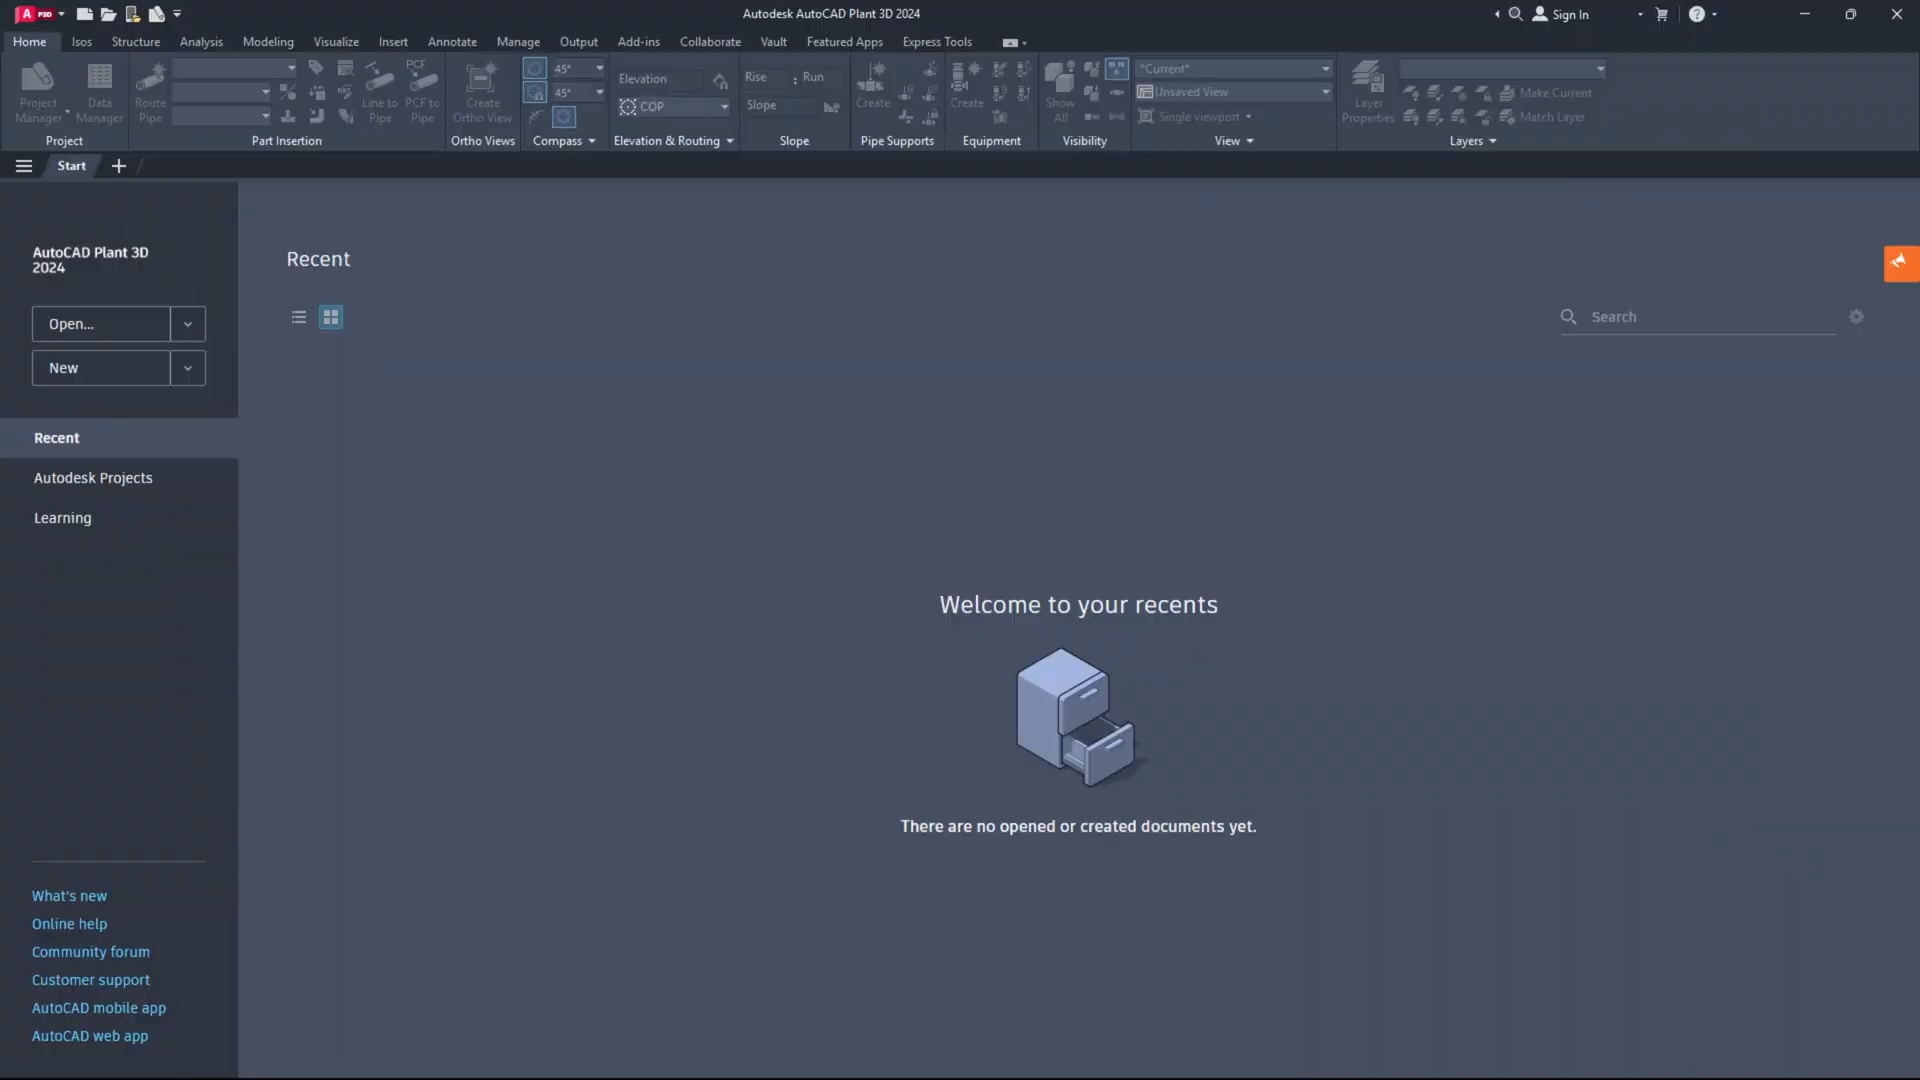 A P3D
Autodesk AutoCAD Plant 3D 2024
Sign In
Home Isos Structure Analysis Modeling Visualize Insert Annotate Manage Output Add-ins Collaborate Vault Featured Apps Express Tools
Project Manager
Data Manager
Route Pipe
Line to Pipe
PCF
PCF to Pipe
Create Ortho View
45°
45°
Elevation
COP
Rise : Run
Slope
Create
Create
Show All
*Current*
Unsaved View
Single viewport
Layer Properties
Make Current
Match Layer
Project Part Insertion Ortho Views Compass Elevation & Routing Slope Pipe Supports Equipment Visibility View Layers
Start
AutoCAD Plant 3D
2024
Open...
New
Recent
Autodesk Projects
Learning
What's new
Online help
Community forum
Customer support
AutoCAD mobile app
AutoCAD web app
Recent
Search
Welcome to your recents
There are no opened or created documents yet.